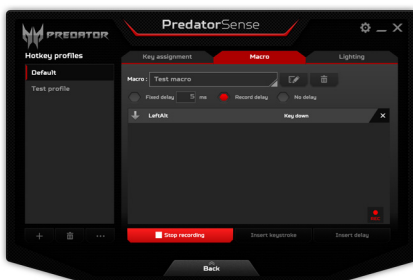 PREDATOR
PredatorSense
Hotkey profiles
Key assignment
Macro
Lighting
Default
Test profile
Macro :
Test macro
Fixed delay
5
ms
Record delay
No delay
LeftAlt
Key down
REC
Stop recording
Insert keystroke
Insert delay
Back